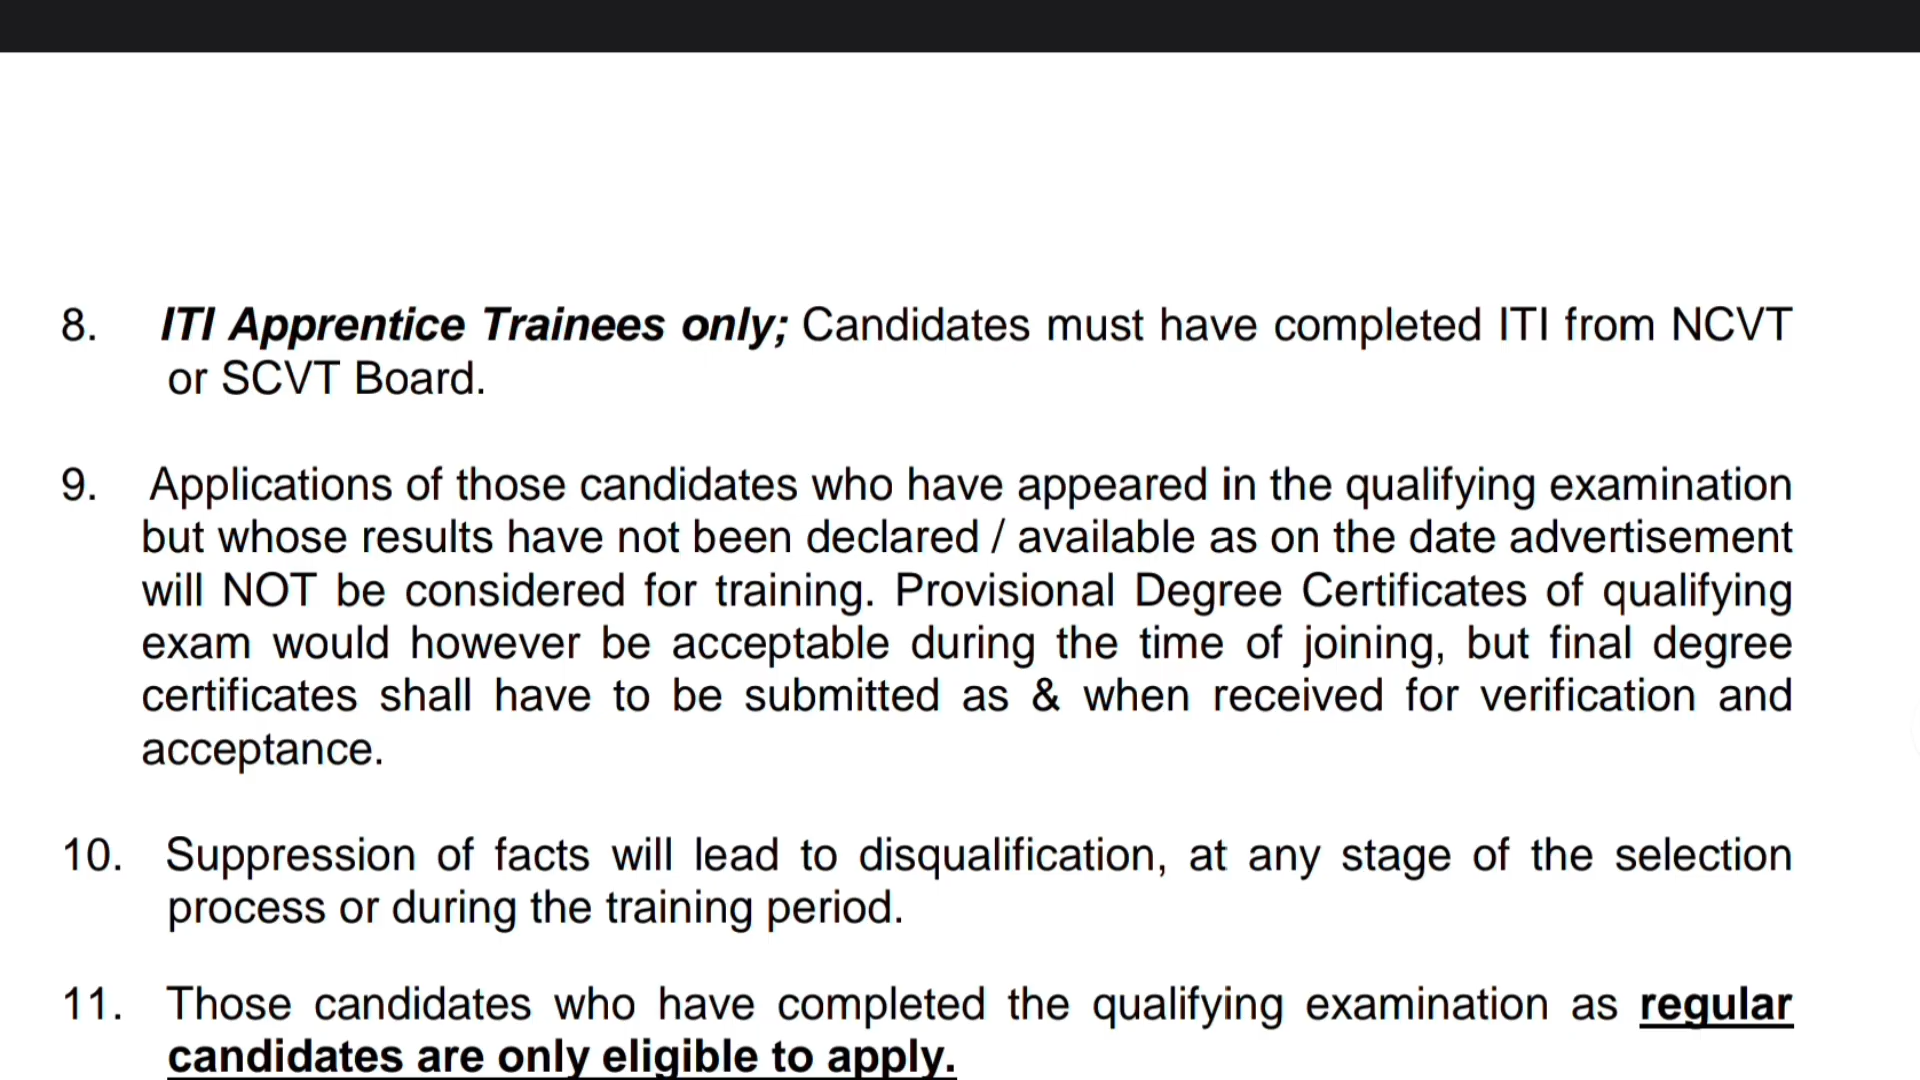 8. ITI Apprentice Trainees only; Candidates must have completed ITI from NCVT
or SCVT Board.
9. Applications of those candidates who have appeared in the qualifying examination
but whose results have not been declared / available as on the date advertisement
will NOT be considered for training. Provisional Degree Certificates of qualifying
exam would however be acceptable during the time of joining, but final degree
certificates shall have to be submitted as & when received for verification and
acceptance.
10. Suppression of facts will lead to disqualification, at any stage of the selection
process or during the training period.
11. Those candidates who have completed the qualifying examination as regular
candidates are only eligible to apply.